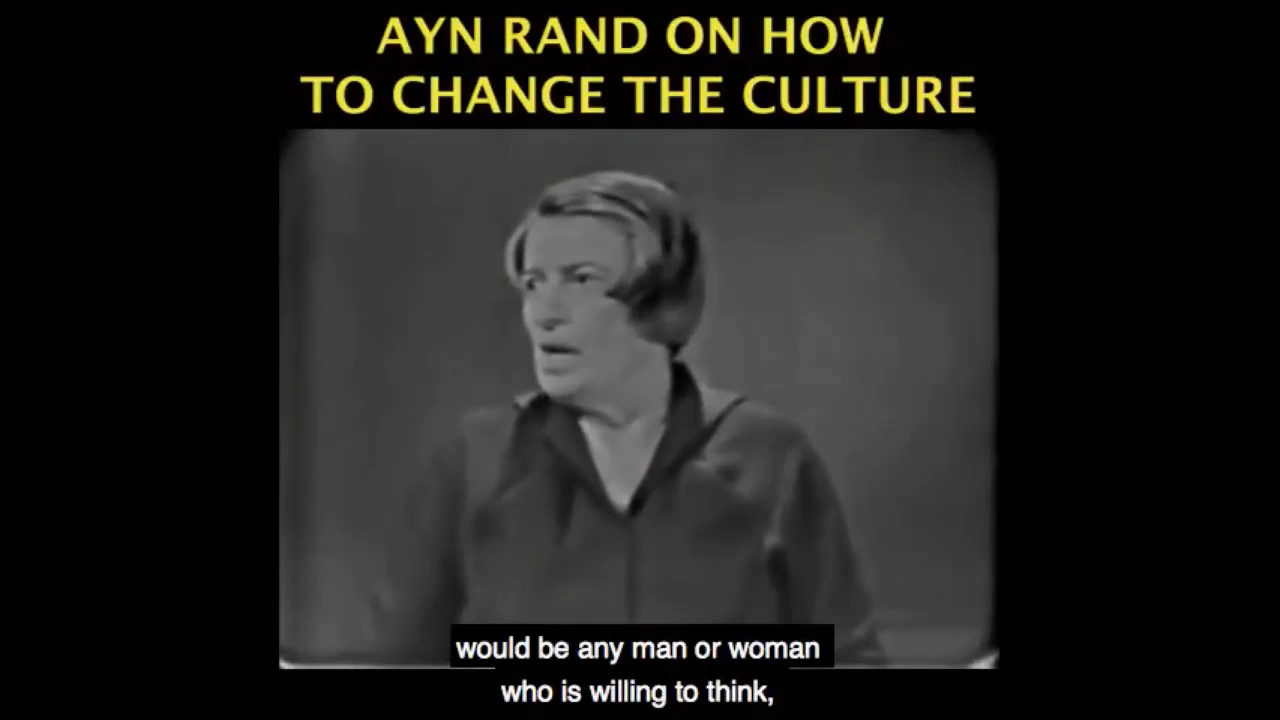 AYN RAND ON HOW
TO CHANGE THE CULTURE
would be any man or woman
who is willing to think,